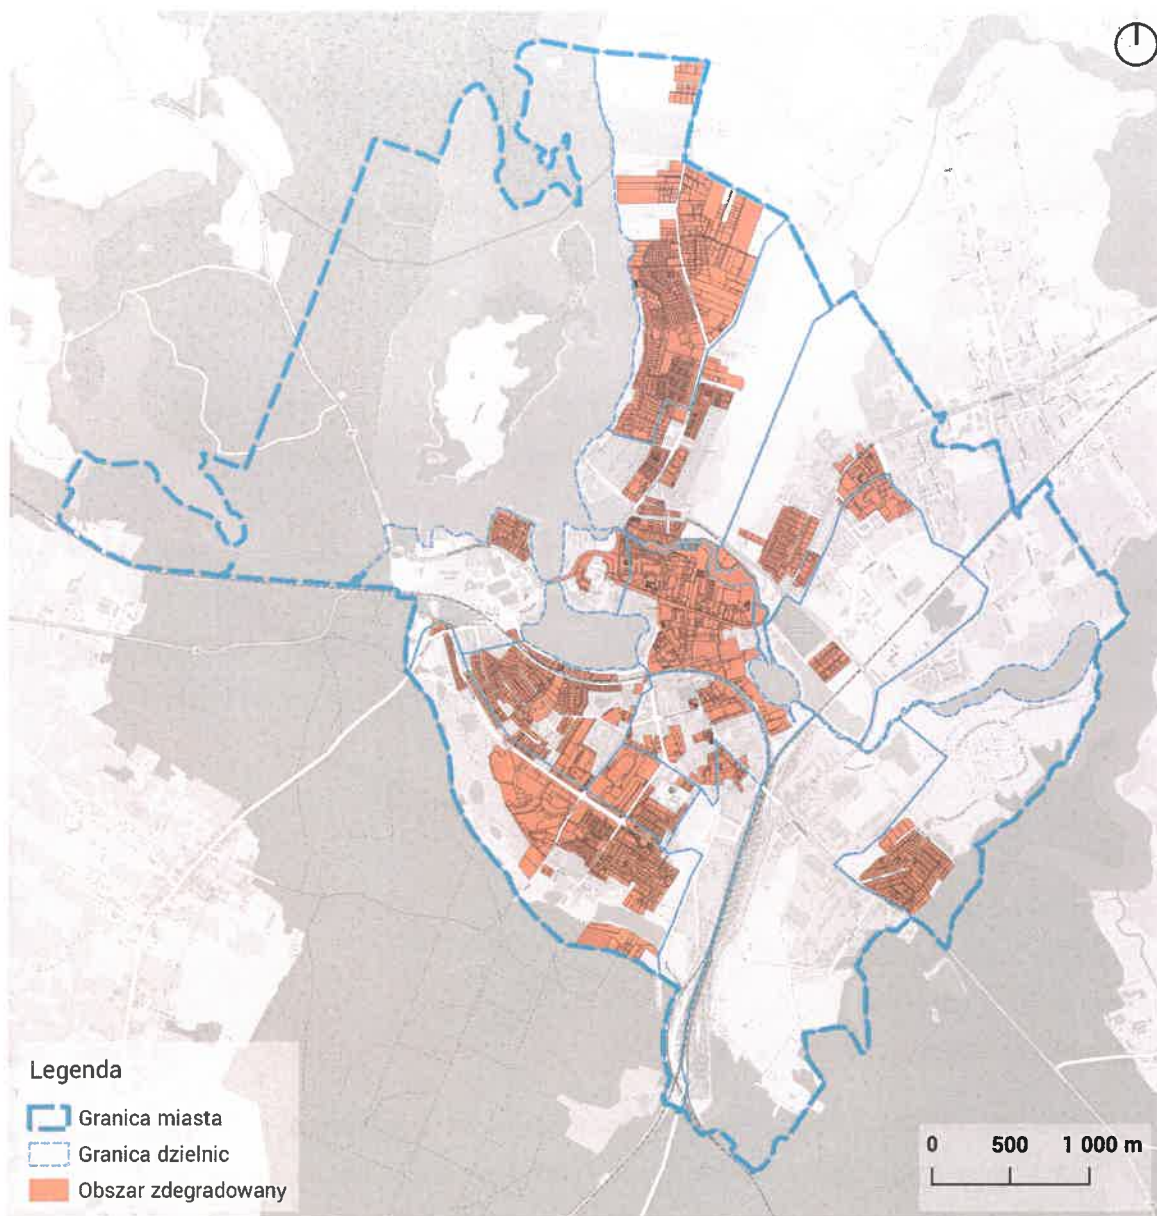 Legenda
Granica miasta
Granica dzielnic
Obszar zdegradowany
0 500 1 000 m